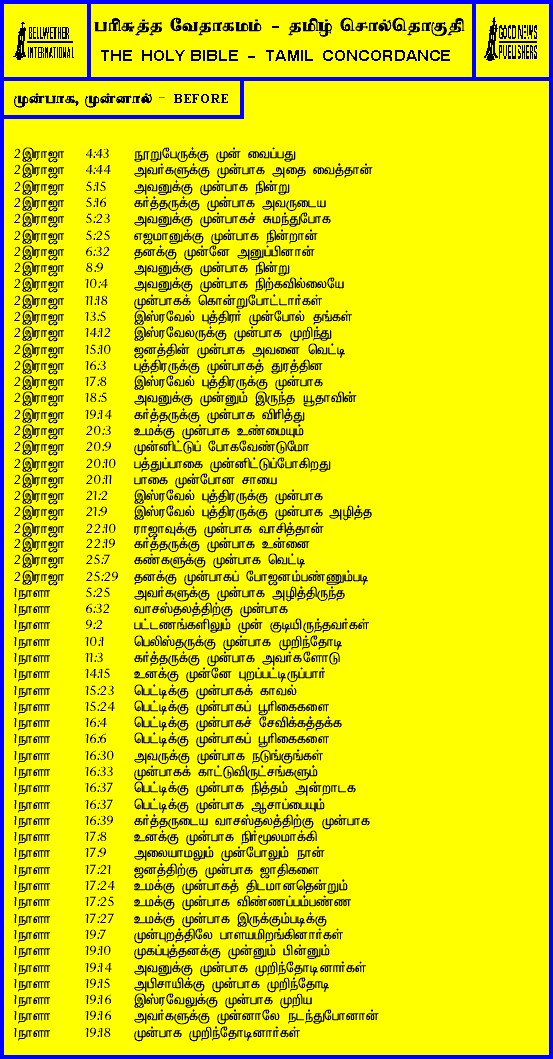 BELLWETHER
INTERNATIONAL
பரிசுத்த வேதாகமம் - தமிழ் சொல்தொகுதி
THE HOLY BIBLE - TAMIL CONCORDANCE
GOOD NEWS
PUBLISHERS
முன்பாக, முன்னால் - BEFORE
2இராஜா 4:43 நூறுபேருக்கு முன் வைப்பது
2இராஜா 4:44 அவர்களுக்கு முன்பாக அதை வைத்தான்
2இராஜா 5:15 அவனுக்கு முன்பாக நின்று
2இராஜா 5:16 கர்த்தருக்கு முன்பாக அவருடைய
2இராஜா 5:23 அவனுக்கு முன்பாகச் சுமந்துபோக
2இராஜா 5:25 எஜமானுக்கு முன்பாக நின்றான்
2இராஜா 6:32 தனக்கு முன்னே அனுப்பினான்
2இராஜா 8:9 அவனுக்கு முன்பாக நின்று
2இராஜா 10:4 அவனுக்கு முன்பாக நிற்கவில்லையே
2இராஜா 11:18 முன்பாகக் கொன்றுபோட்டார்கள்
2இராஜா 13:5 இஸ்ரவேல் புத்திரர் முன்போல் தங்கள்
2இராஜா 14:12 இஸ்ரவேலருக்கு முன்பாக முறிந்து
2இராஜா 15:10 ஜனத்தின் முன்பாக அவனை வெட்டி
2இராஜா 16:3 புத்திரருக்கு முன்பாகத் துரத்தின
2இராஜா 17:8 இஸ்ரவேல் புத்திரருக்கு முன்பாக
2இராஜா 18:5 அவனுக்கு முன்னும் இருந்த யூதாவின்
2இராஜா 19:14 கர்த்தருக்கு முன்பாக விரித்து
2இராஜா 20:3 உமக்கு முன்பாக உண்மையும்
2இராஜா 20:9 முன்னிட்டுப் போகவேண்டுமோ
2இராஜா 20:10 பத்துப்பாகை முன்னிட்டுப்போகிறது
2இராஜா 20:11 பாகை முன்போன சாயை
2இராஜா 21:2 இஸ்ரவேல் புத்திரருக்கு முன்பாக
2இராஜா 21:9 இஸ்ரவேல் புத்திரருக்கு முன்பாக அழித்த
2இராஜா 22:10 ராஜாவுக்கு முன்பாக வாசித்தான்
2இராஜா 22:19 கர்த்தருக்கு முன்பாக உன்னை
2இராஜா 25:7 கண்களுக்கு முன்பாக வெட்டி
2இராஜா 25:29 தனக்கு முன்பாகப் போஜனம்பண்ணும்படி
1நாளா 5:25 அவர்களுக்கு முன்பாக அழித்திருந்த
1நாளா 6:32 வாசஸ்தலத்திற்கு முன்பாக
1நாளா 9:2 பட்டணங்களிலும் முன் குடியிருந்தவர்கள்
1நாளா 10:1 பெலிஸ்தருக்கு முன்பாக முறிந்தோடி
1நாளா 11:3 கர்த்தருக்கு முன்பாக அவர்களோடு
1நாளா 14:15 உனக்கு முன்னே புறப்பட்டிருப்பார்
1நாளா 15:23 பெட்டிக்கு முன்பாகக் காவல்
1நாளா 15:24 பெட்டிக்கு முன்பாகப் பூரிகைகளை
1நாளா 16:4 பெட்டிக்கு முன்பாகச் சேவிக்கத்தக்க
1நாளா 16:6 பெட்டிக்கு முன்பாகப் பூரிகைகளை
1நாளா 16:30 அவருக்கு முன்பாக நடுங்குங்கள்
1நாளா 16:33 முன்பாகக் காட்டுவிருட்சங்களும்
1நாளா 16:37 பெட்டிக்கு முன்பாக நித்தம் அன்றாடக
1நாளா 16:37 பெட்டிக்கு முன்பாக ஆசாப்பையும்
1நாளா 16:39 கர்த்தருடைய வாசஸ்தலத்திற்கு முன்பாக
1நாளா 17:8 உனக்கு முன்பாக நிர்மூலமாக்கி
1நாளா 17:9 அலையாமலும் முன்போலும் நான்
1நாளா 17:21 ஜனத்திற்கு முன்பாக ஜாதிகளை
1நாளா 17:24 உமக்கு முன்பாகத் திடமானதென்றும்
1நாளா 17:25 உமக்கு முன்பாக விண்ணப்பம்பண்ண
1நாளா 17:27 உமக்கு முன்பாக இருக்கும்படிக்கு
1நாளா 19:7 முன்புறத்திலே பாளயமிறங்கினார்கள்
1நாளா 19:10 முகப்புத்தனக்கு முன்னும் பின்னும்
1நாளா 19:14 அவனுக்கு முன்பாக முறிந்தோடினார்கள்
1நாளா 19:15 அபிசாயிக்கு முன்பாக முறிந்தோடி
1நாளா 19:16 இஸ்ரவேலுக்கு முன்பாக முறிய
1நாளா 19:16 அவர்களுக்கு முன்னாலே நடந்துபோனான்
1நாளா 19:18 முன்பாக முறிந்தோடினார்கள்